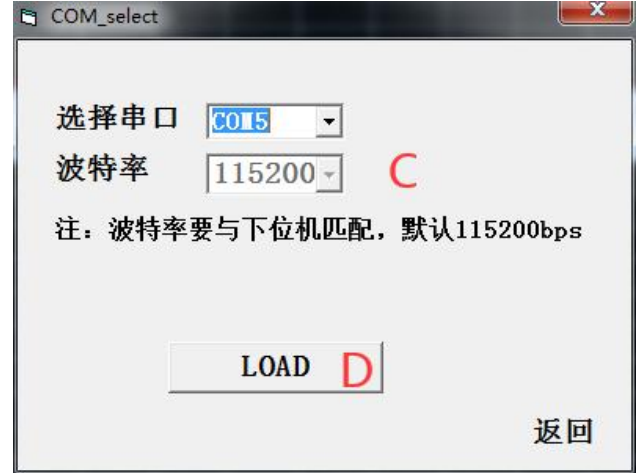 COM_select
选择串口 COM5
波特率 115200 C
注：波特率要与下位机匹配，默认115200bps
LOAD D
返回